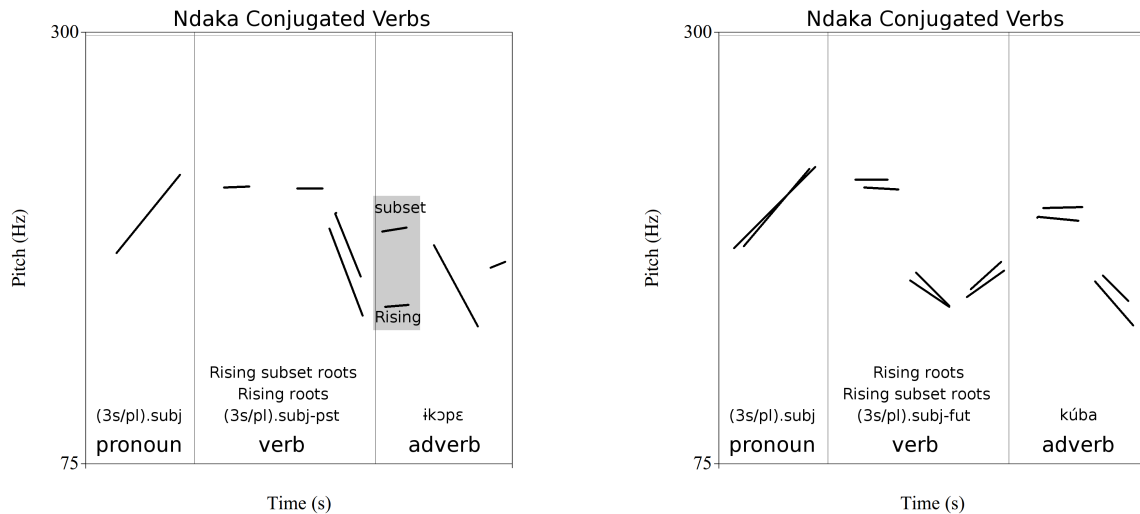 Ndaka Conjugated Verbs
300
Pitch (Hz)
subset
Rising
Rising subset roots
Rising roots
(3s/pl).subj
(3s/pl).subj-pst
ɨkɔpɛ
pronoun
verb
adverb
75
Time (s)
Ndaka Conjugated Verbs
300
Pitch (Hz)
Rising roots
Rising subset roots
(3s/pl).subj
(3s/pl).subj-fut
kúba
pronoun
verb
adverb
75
Time (s)